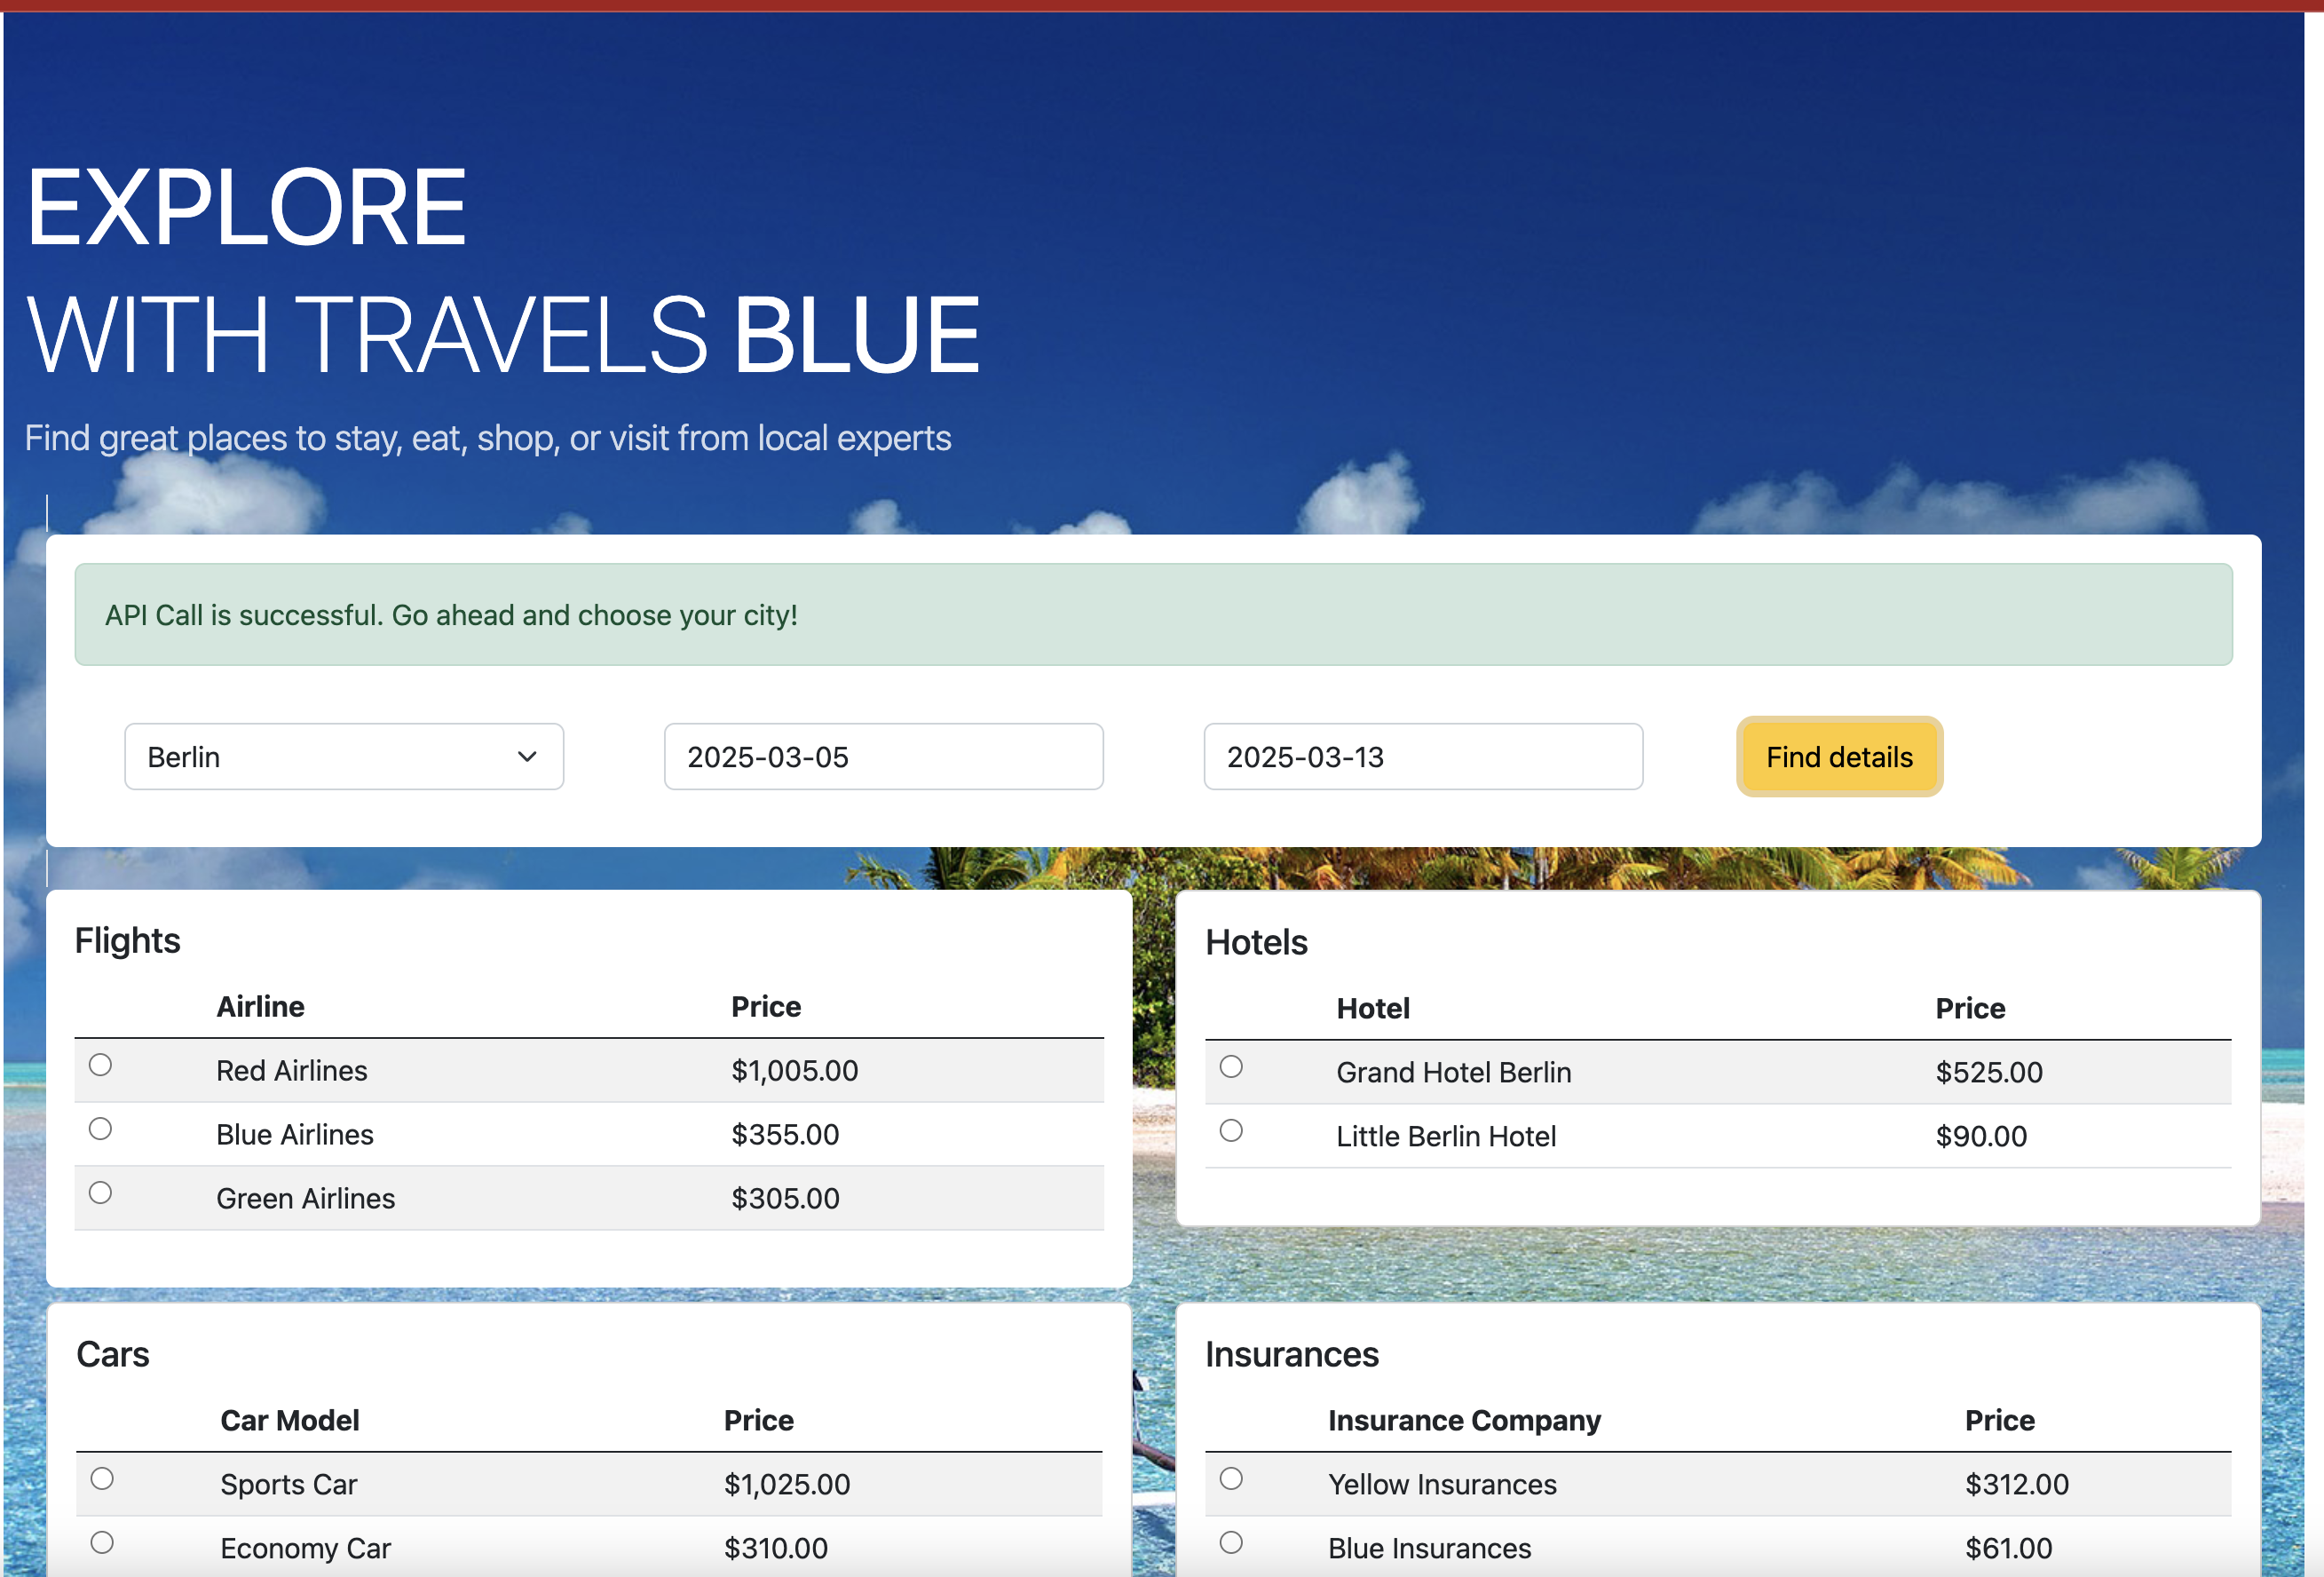 EXPLORE
WITH TRAVELS BLUE
Find great places to stay, eat, shop, or visit from local experts
API Call is successful. Go ahead and choose your city!
Berlin 2025-03-05 2025-03-13 Find details
Flights
Airline Price
Red Airlines $1,005.00
Blue Airlines $355.00
Green Airlines $305.00
Hotels
Hotel Price
Grand Hotel Berlin $525.00
Little Berlin Hotel $90.00
Cars
Car Model Price
Sports Car $1,025.00
Economy Car $310.00
Insurances
Insurance Company Price
Yellow Insurances $312.00
Blue Insurances $61.00